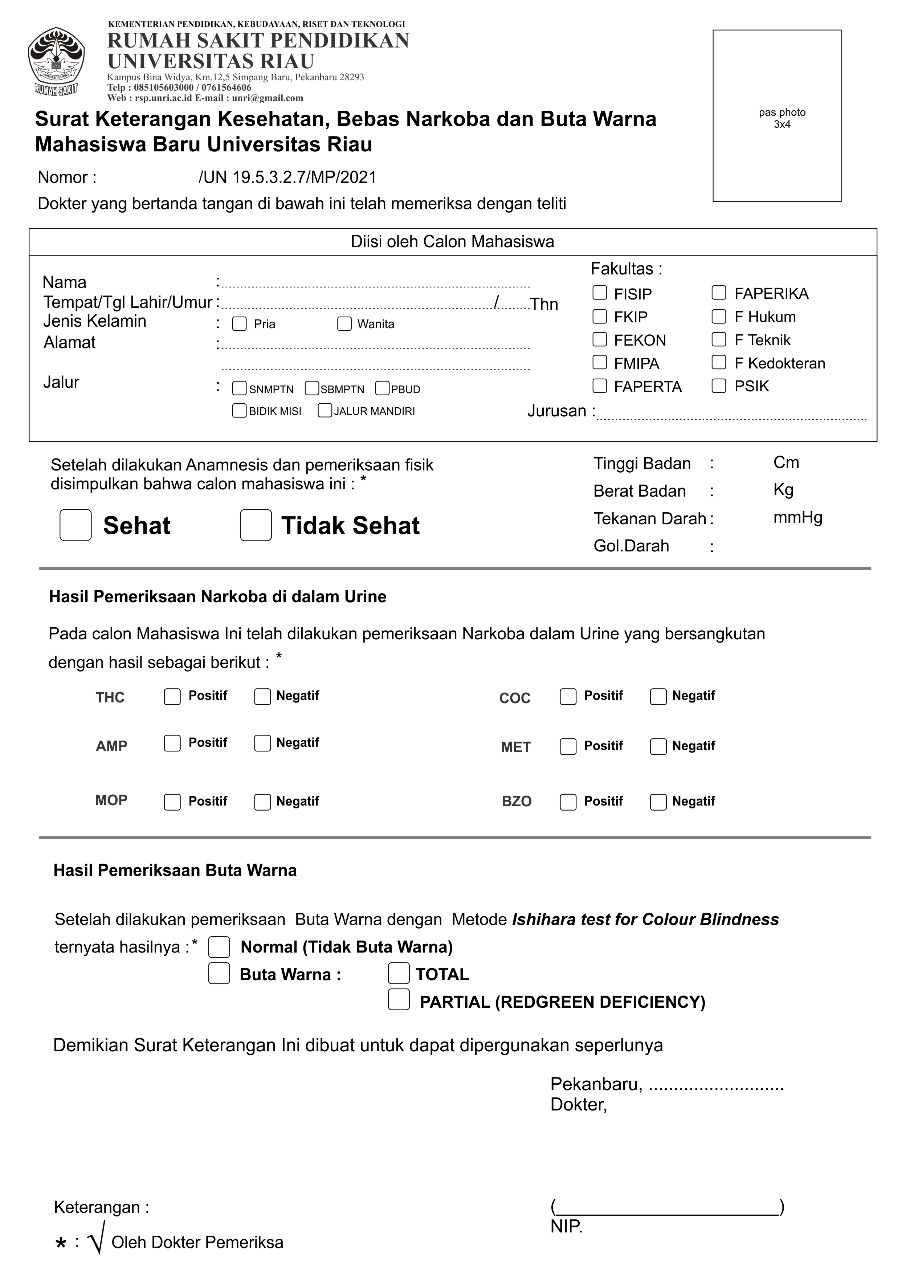 KEMENTERIAN PENDIDIKAN, KEBUDAYAAN, RISET DAN TEKNOLOGI
RUMAH SAKIT PENDIDIKAN
UNIVERSITAS RIAU
Kampus Bina Widya, Km.12,5 Simpang Baru, Pekanbaru 28293
Telp : 085105603000 / 0761564606
Web : rsp.unri.ac.id E-mail : unri@gmail.com
RUMAH SAKIT
pas photo
3x4
Surat Keterangan Kesehatan, Bebas Narkoba dan Buta Warna
Mahasiswa Baru Universitas Riau
Nomor : /UN 19.5.3.2.7/MP/2021
Dokter yang bertanda tangan di bawah ini telah memeriksa dengan teliti
Diisi oleh Calon Mahasiswa
Nama :
Tempat/Tgl Lahir/Umur : / Thn
Jenis Kelamin : Pria Wanita
Alamat :
Jalur : SNMPTN SBMPTN PBUD
BIDIK MISI JALUR MANDIRI
Fakultas :
FISIP FAPERIKA
FKIP F Hukum
FEKON F Teknik
FMIPA F Kedokteran
FAPERTA PSIK
Jurusan :
Setelah dilakukan Anamnesis dan pemeriksaan fisik
disimpulkan bahwa calon mahasiswa ini : *
Sehat Tidak Sehat
Tinggi Badan : Cm
Berat Badan : Kg
Tekanan Darah : mmHg
Gol.Darah :
Hasil Pemeriksaan Narkoba di dalam Urine
Pada calon Mahasiswa Ini telah dilakukan pemeriksaan Narkoba dalam Urine yang bersangkutan
dengan hasil sebagai berikut : *
THC Positif Negatif COC Positif Negatif
AMP Positif Negatif MET Positif Negatif
MOP Positif Negatif BZO Positif Negatif
Hasil Pemeriksaan Buta Warna
Setelah dilakukan pemeriksaan Buta Warna dengan Metode Ishihara test for Colour Blindness
ternyata hasilnya : * Normal (Tidak Buta Warna)
Buta Warna : TOTAL
PARTIAL (REDGREEN DEFICIENCY)
Demikian Surat Keterangan Ini dibuat untuk dapat dipergunakan seperlunya
Pekanbaru, ...........................
Dokter,
Keterangan :
* : √ Oleh Dokter Pemeriksa
(________________________)
NIP.